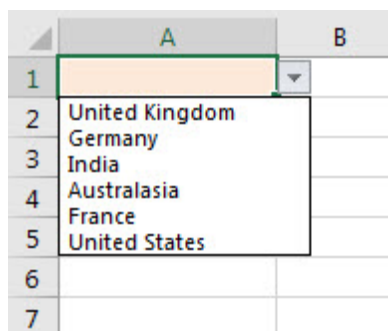 A B
1
2 United Kingdom
Germany
3 India
4 Australasia
France
5 United States
6
7